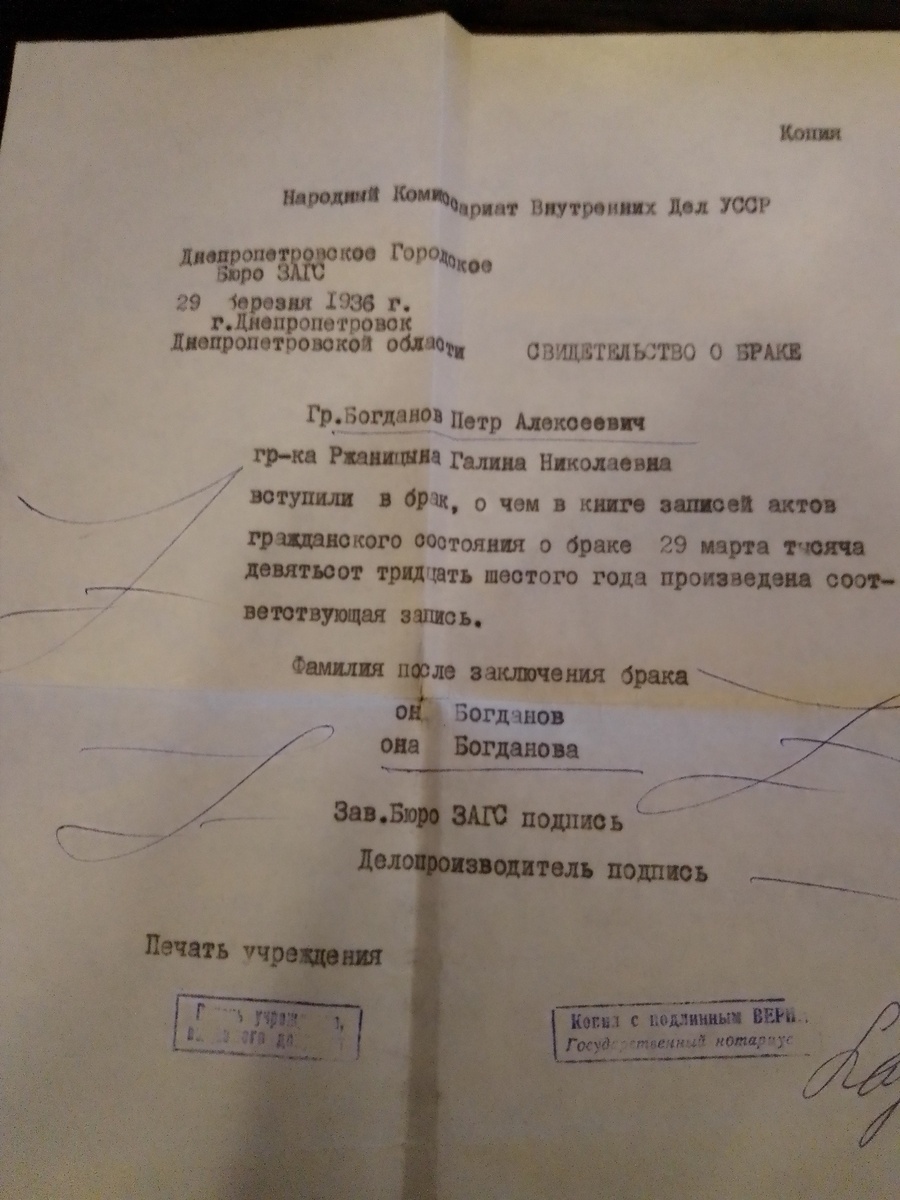 Копия
Народный Комиссариат Внутренних Дел УССР
Днепропетровское Городское
Бюро ЗАГС
29 березня 1936 г.
г.Днепропетровск
Днепропетровской области
СВИДЕТЕЛЬСТВО О БРАКЕ
Гр.Богданов Петр Алексеевич
гр-ка Ржаницына Галина Николаевна
вступили в брак, о чем в книге записей актов
гражданского состояния о браке 29 марта тысяча
девятьсот тридцать шестого года произведена соот-
ветствующая запись.
Фамилия после заключения брака
он Богданов
она Богданова
Зав.Бюро ЗАГС подпись
Делопроизводитель подпись
Печать учреждения
Копия с подлинным
Государственный нотариус